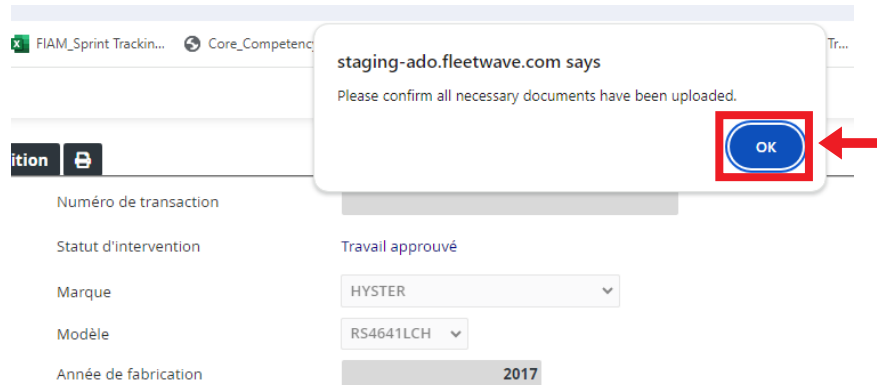 FIAM_Sprint Trackin... Core_Competenc Tr...
staging-ado.fleetwave.com says
Please confirm all necessary documents have been uploaded.
OK
ition
Numéro de transaction
Statut d'intervention Travail approuvé
Marque HYSTER
Modèle RS4641LCH
Année de fabrication 2017